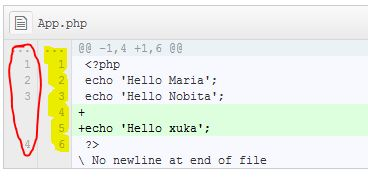 App.php
... ... @@ -1,4 +1,6 @@
1 1 <?php
2 2 echo 'Hello Maria';
3 3 echo 'Hello Nobita';
4 +
5 +echo 'Hello xuka';
4 6 ?>
\ No newline at end of file